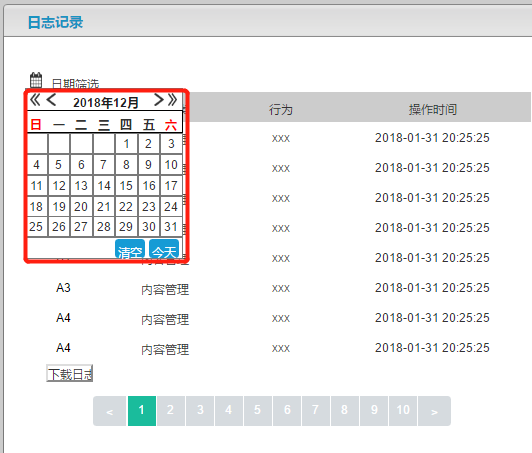 日志记录
日期筛选
2018年12月
日 一 二 三 四 五 六
1 2 3
4 5 6 7 8 9 10
11 12 13 14 15 16 17
18 19 20 21 22 23 24
25 26 27 28 29 30 31
清空 今天
行为 操作时间
xxx 2018-01-31 20:25:25
xxx 2018-01-31 20:25:25
xxx 2018-01-31 20:25:25
xxx 2018-01-31 20:25:25
内容管理 xxx 2018-01-31 20:25:25
A3 内容管理 xxx 2018-01-31 20:25:25
A4 内容管理 xxx 2018-01-31 20:25:25
A4 内容管理 xxx 2018-01-31 20:25:25
下载日志
< 1 2 3 4 5 6 7 8 9 10 >